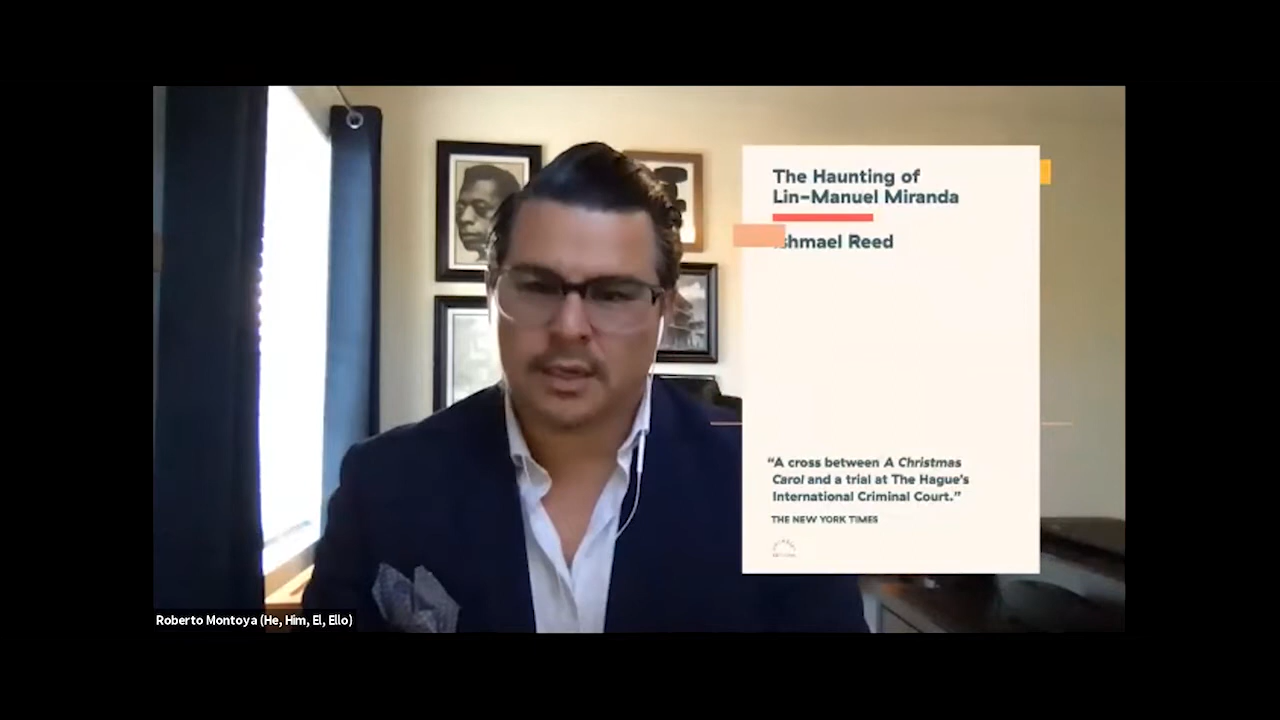 The Haunting of
Lin-Manuel Miranda
shmael Reed
“A cross between A Christmas
Carol and a trial at The Hague’s
International Criminal Court.”
THE NEW YORK TIMES
Roberto Montoya (He, Him, El, Ello)